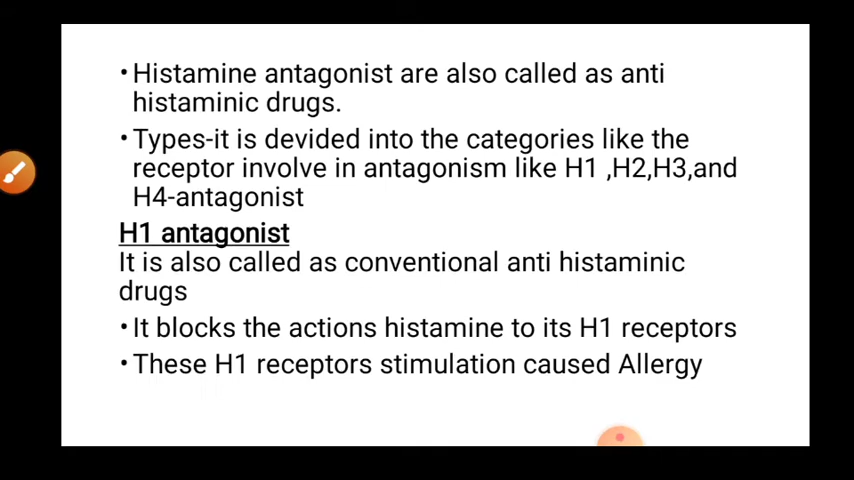 • Histamine antagonist are also called as anti
histaminic drugs.
• Types-it is devided into the categories like the
receptor involve in antagonism like H1 ,H2,H3,and
H4-antagonist
H1 antagonist
It is also called as conventional anti histaminic
drugs
• It blocks the actions histamine to its H1 receptors
• These H1 receptors stimulation caused Allergy